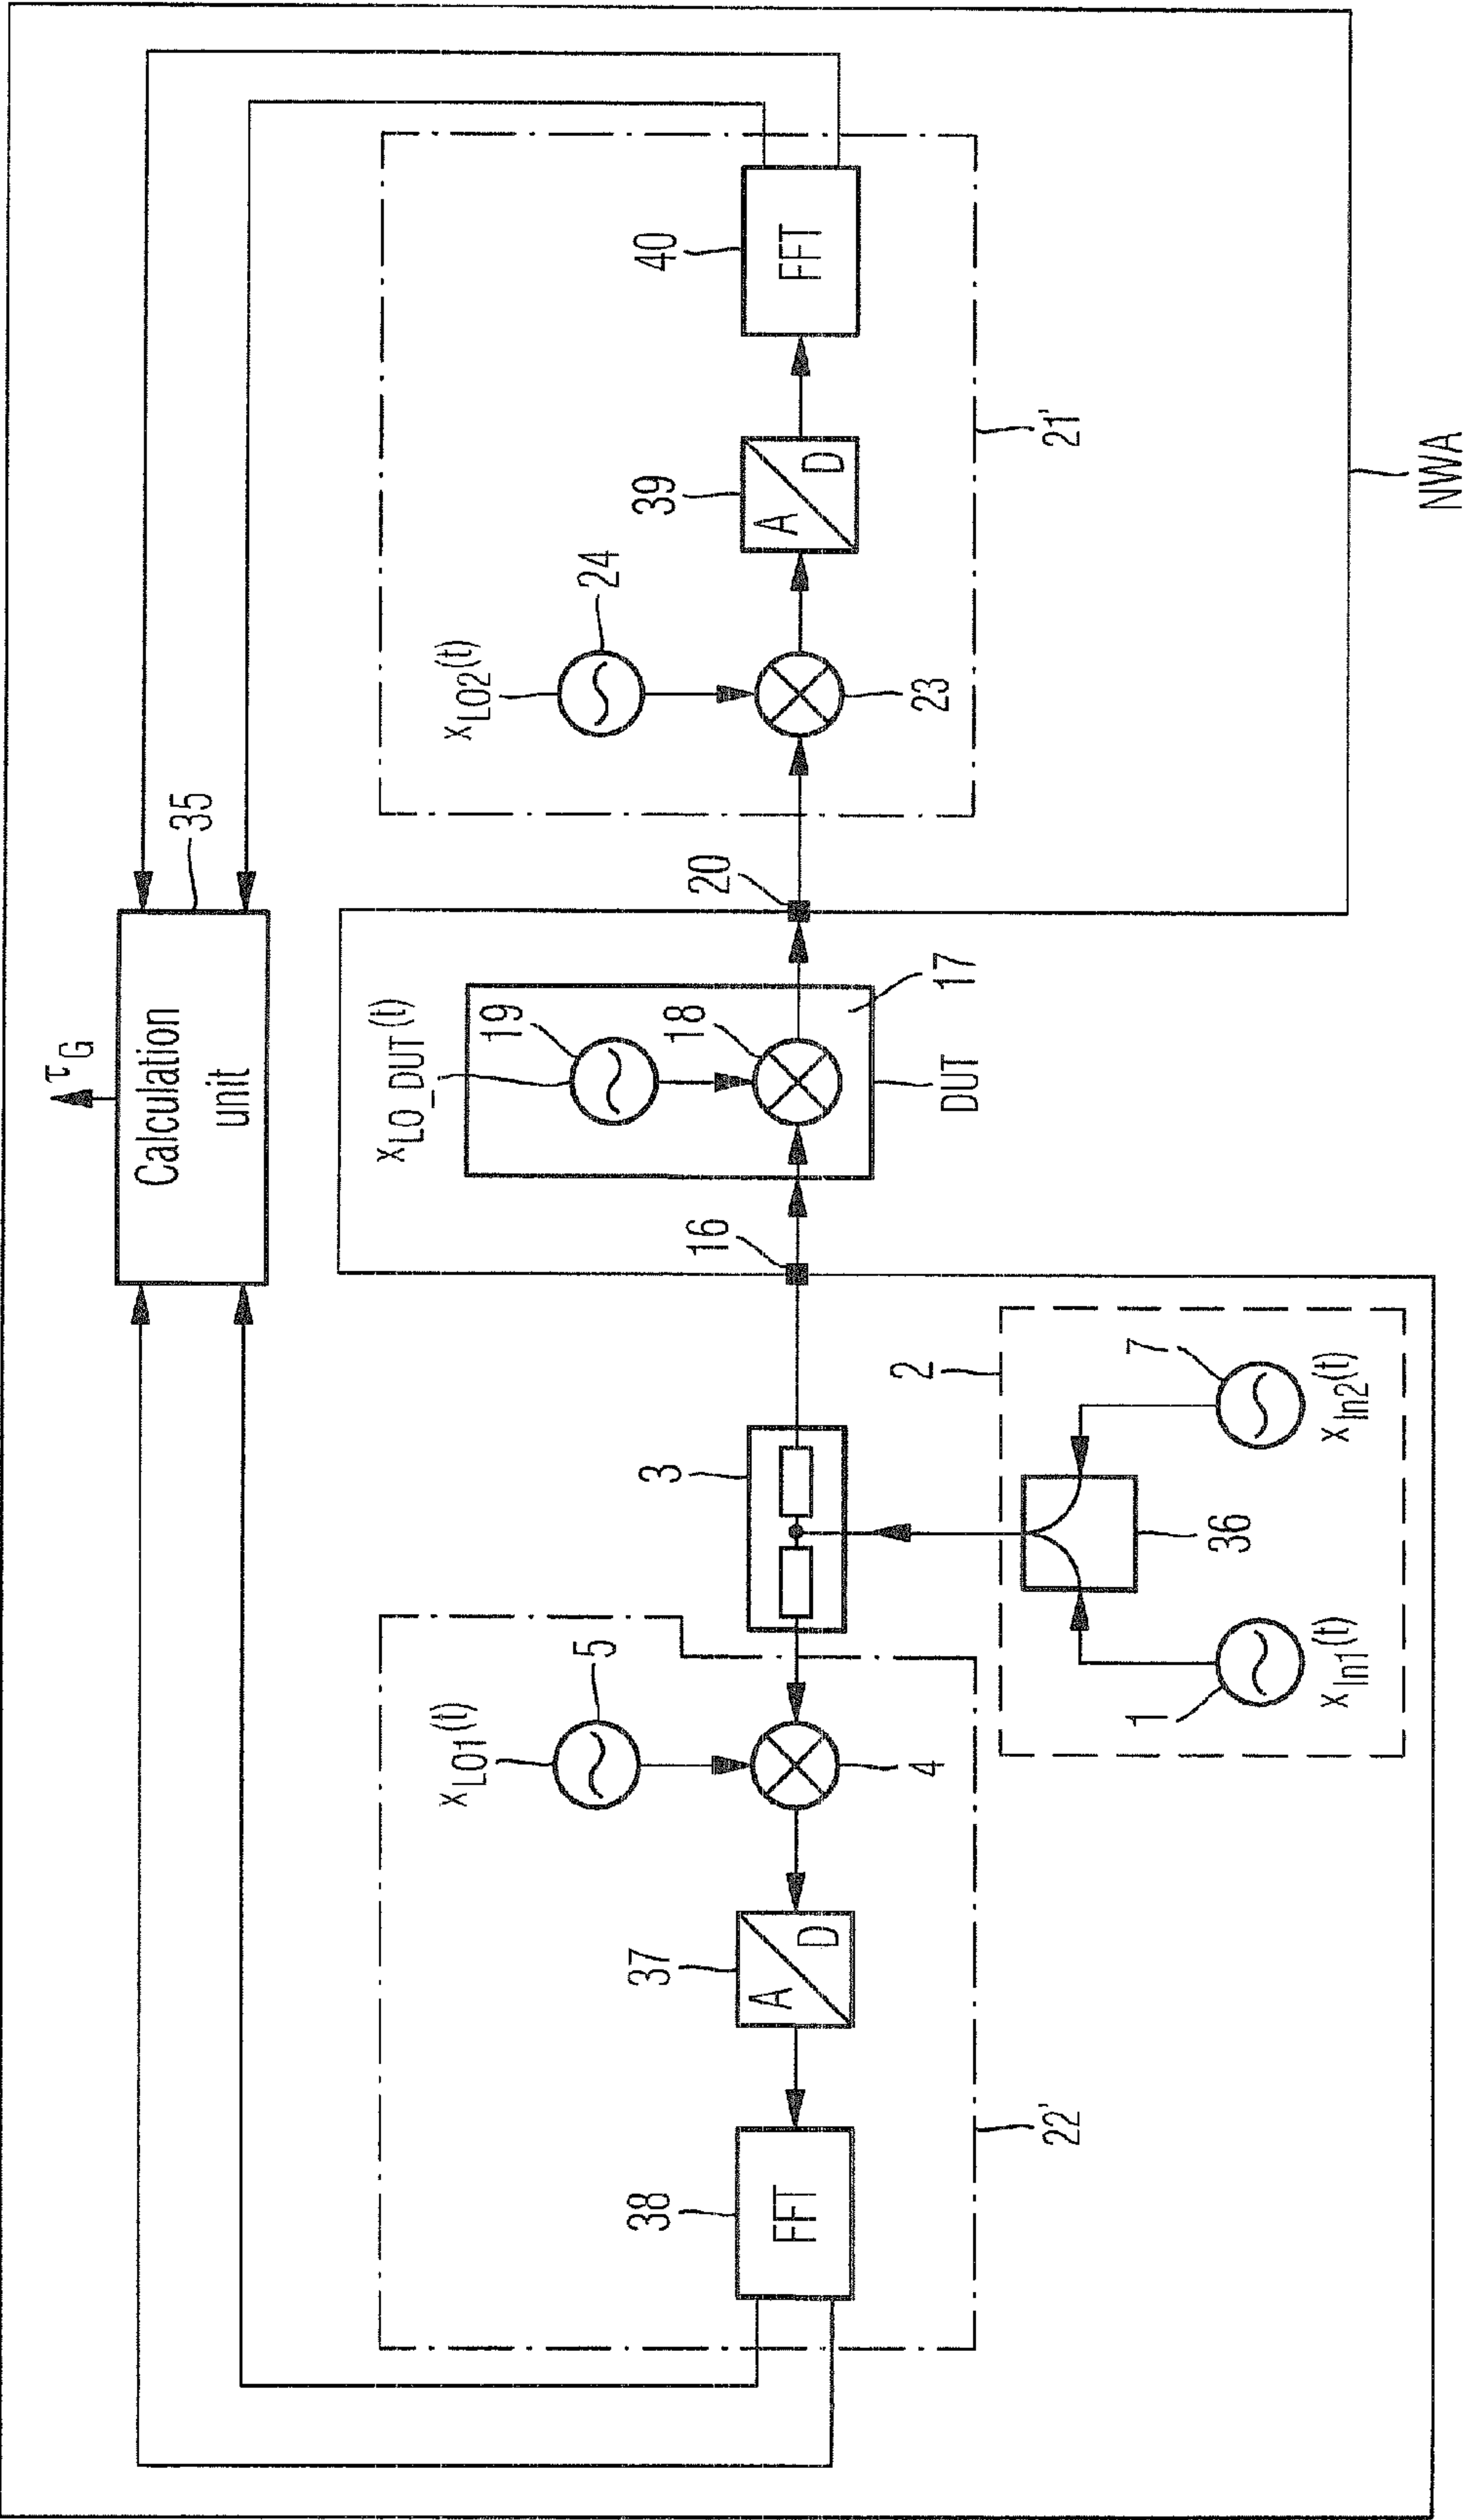 τG
Calculation
unit
35
xLO1(t)
5
4
37
A
D
38
FFT
22'
3
2
36
1
xIn1(t)
7
xIn2(t)
16
xLO_DUT(t)
19
18
17
DUT
20
xLO2(t)
24
23
39
A
D
40
FFT
21'
NWA